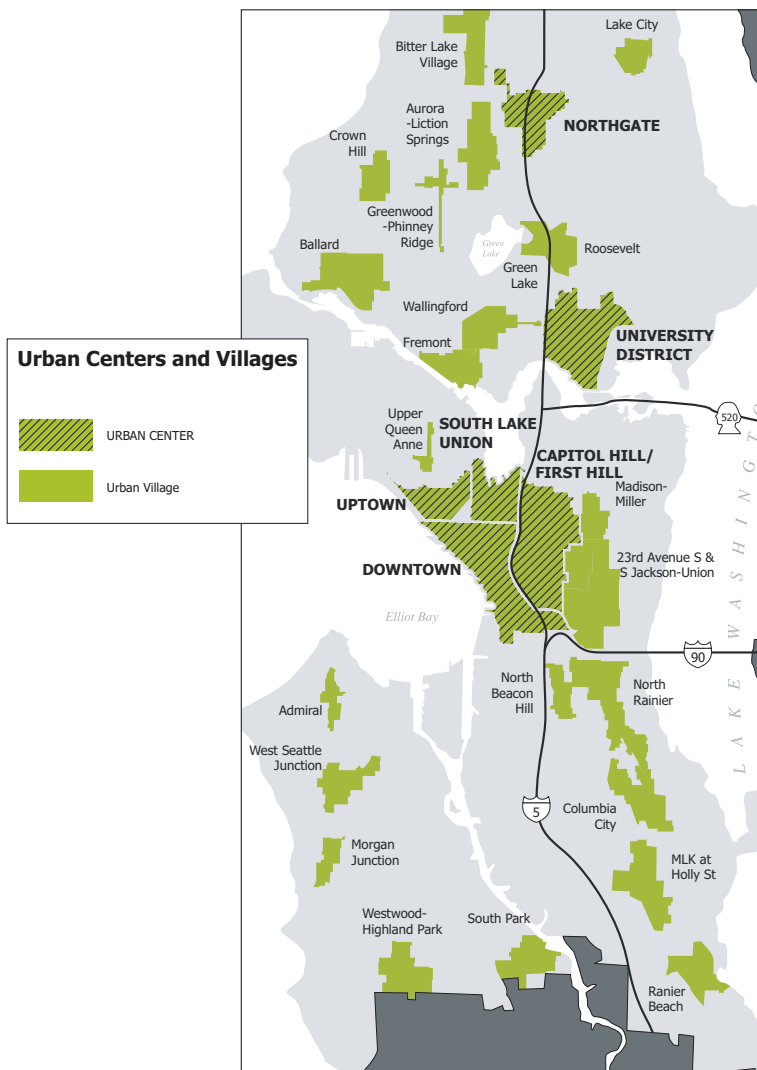 Bitter Lake
Village
Lake City
Aurora
-Liction
Springs
NORTHGATE
Crown
Hill
Greenwood
-Phinney
Ridge
Green
Lake
Ballard
Roosevelt
Green
Lake
Wallingford
Fremont
UNIVERSITY
DISTRICT
Urban Centers and Villages
URBAN CENTER
Urban Village
520
Upper
Queen
Anne
SOUTH LAKE
UNION
CAPITOL HILL/
FIRST HILL
Madison-
Miller
UPTOWN
23rd Avenue S &
S Jackson-Union
DOWNTOWN
Elliot Bay
LAKE WASHINGTO
90
North
Beacon
Hill
North
Rainier
Admiral
West Seattle
Junction
5
Columbia
City
Morgan
Junction
MLK at
Holly St
Westwood-
Highland Park
South Park
Ranier
Beach